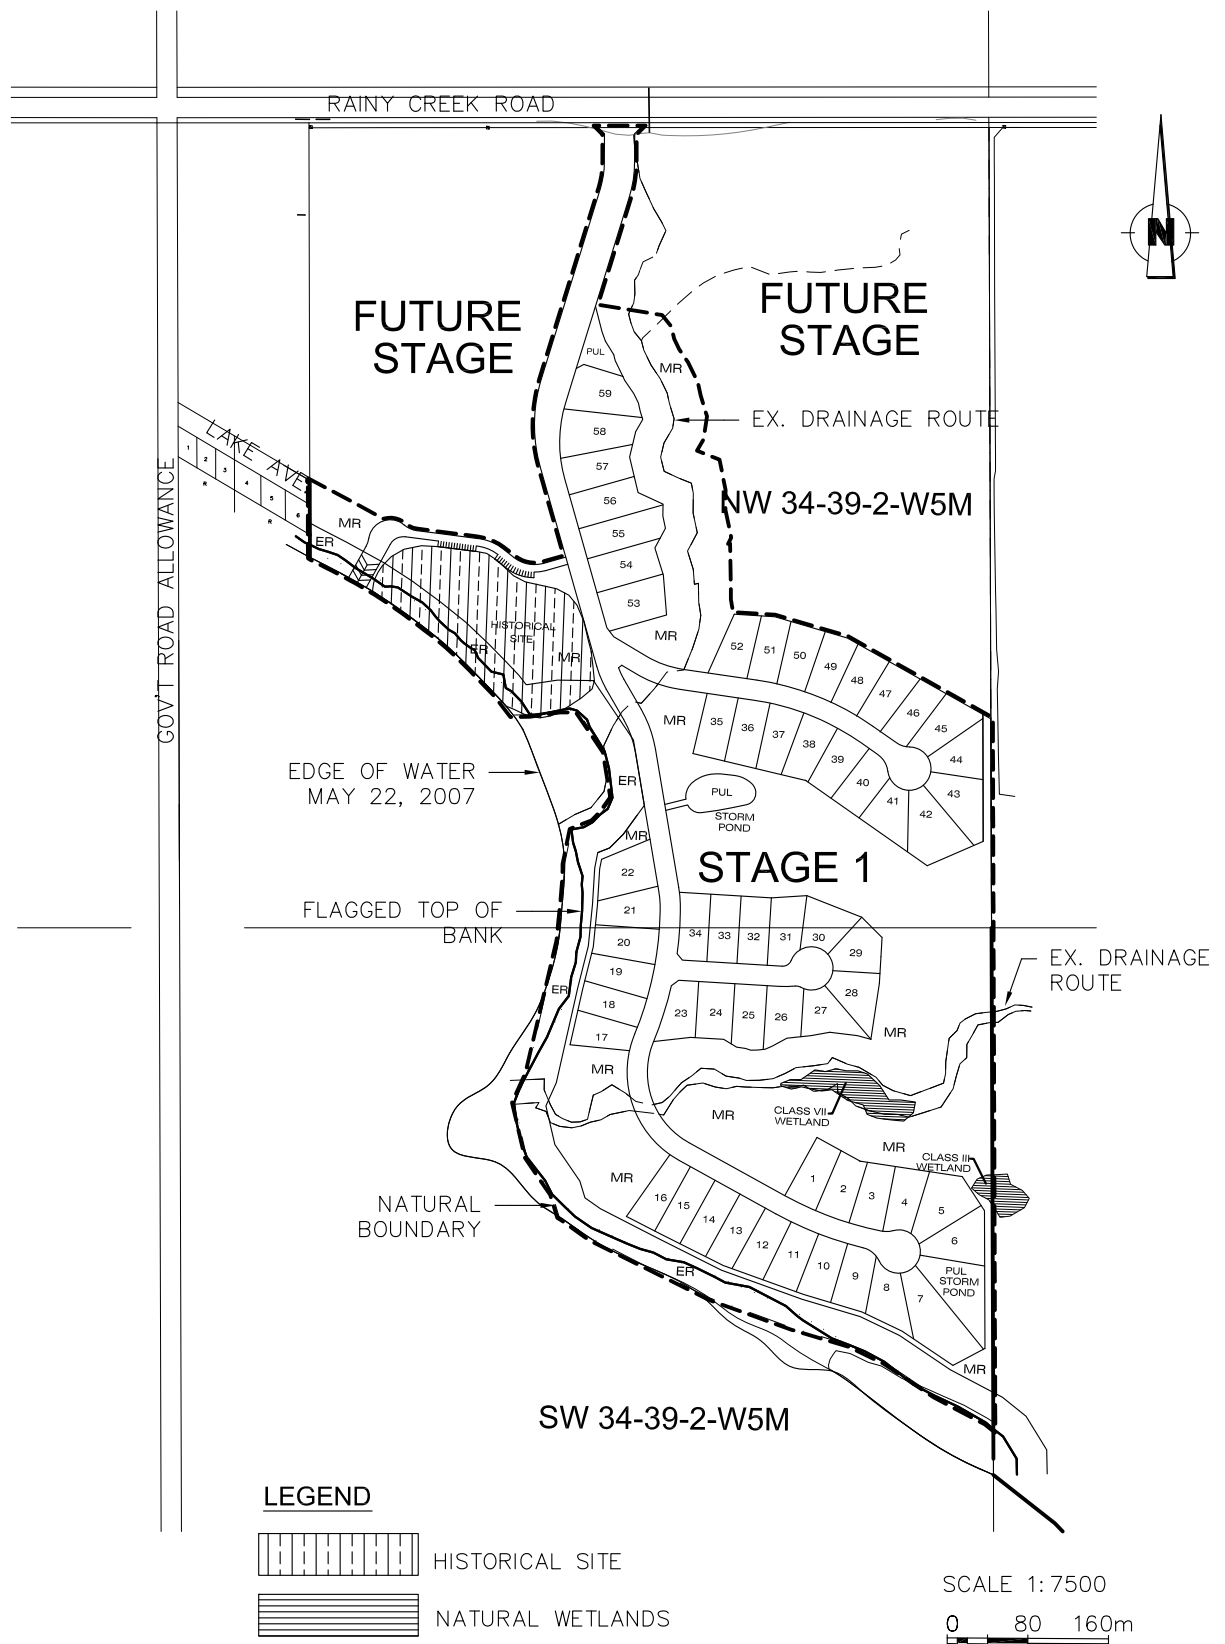 RAINY CREEK ROAD
N
FUTURE
STAGE
FUTURE
STAGE
PUL
MR
59
EX. DRAINAGE ROUTE
58
LAKE AVE.
57
NW 34-39-2-W5M
56
55
54
53
1
2
3
4
5
6
R
R
MR
ER
GOV'T ROAD ALLOWANCE
HISTORICAL
SITE
ER
MR
MR
52
51
50
49
48
47
46
45
44
43
42
41
40
39
38
37
36
35
MR
EDGE OF WATER
MAY 22, 2007
ER
PUL
STORM
POND
MR
STAGE 1
22
21
20
19
18
17
FLAGGED TOP OF
BANK
ER
34
33
32
31
30
29
28
27
26
25
24
23
EX. DRAINAGE
ROUTE
MR
MR
CLASS VII
WETLAND
MR
MR
CLASS III
WETLAND
NATURAL
BOUNDARY
MR
16
15
14
13
12
11
10
9
8
7
1
2
3
4
5
6
PUL
STORM
POND
ER
MR
SW 34-39-2-W5M
LEGEND
HISTORICAL SITE
NATURAL WETLANDS
SCALE 1:7500
0 80 160m